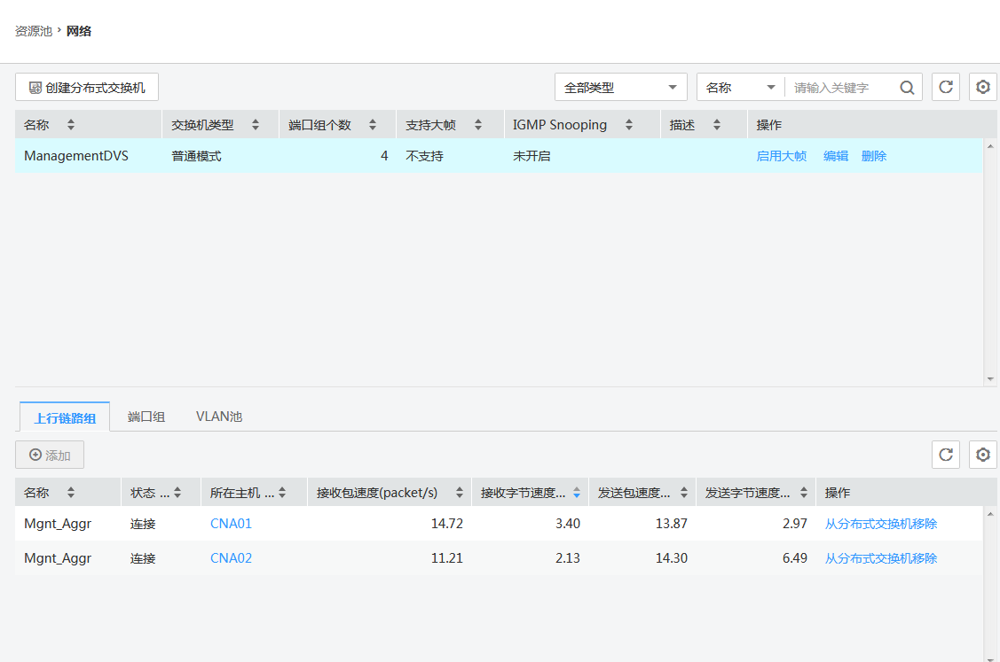 资源池 › 网络
创建分布式交换机 全部类型 名称 请输入关键字
名称 交换机类型 端口组个数 支持大帧 IGMP Snooping 描述 操作
ManagementDVS 普通模式 4 不支持 未开启 启用大帧 编辑 删除
上行链路组 端口组 VLAN池
添加
名称 状态 ... 所在主机 ... 接收包速度(packet/s) 接收字节速度... 发送包速度... 发送字节速度... 操作
Mgnt_Aggr 连接 CNA01 14.72 3.40 13.87 2.97 从分布式交换机移除
Mgnt_Aggr 连接 CNA02 11.21 2.13 14.30 6.49 从分布式交换机移除